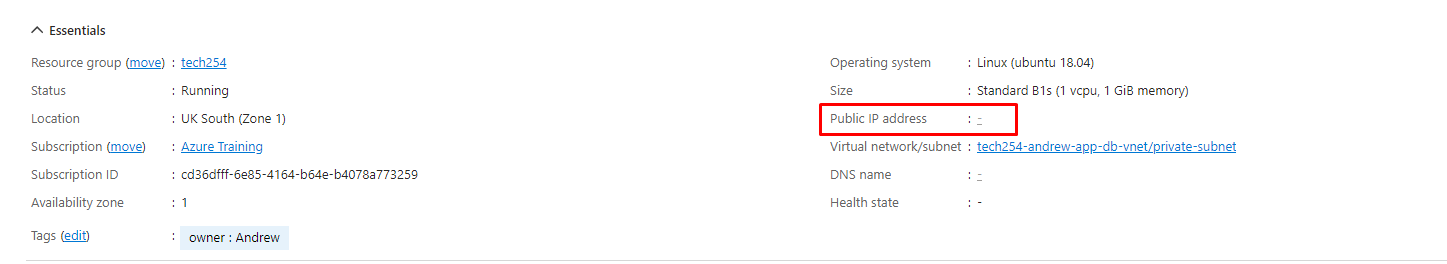 Essentials
Resource group (move) : tech254
Status : Running
Location : UK South (Zone 1)
Subscription (move) : Azure Training
Subscription ID : cd36dfff-6e85-4164-b64e-b4078a773259
Availability zone : 1
Tags (edit) : owner : Andrew
Operating system : Linux (ubuntu 18.04)
Size : Standard B1s (1 vcpu, 1 GiB memory)
Public IP address : -
Virtual network/subnet : tech254-andrew-app-db-vnet/private-subnet
DNS name : -
Health state : -